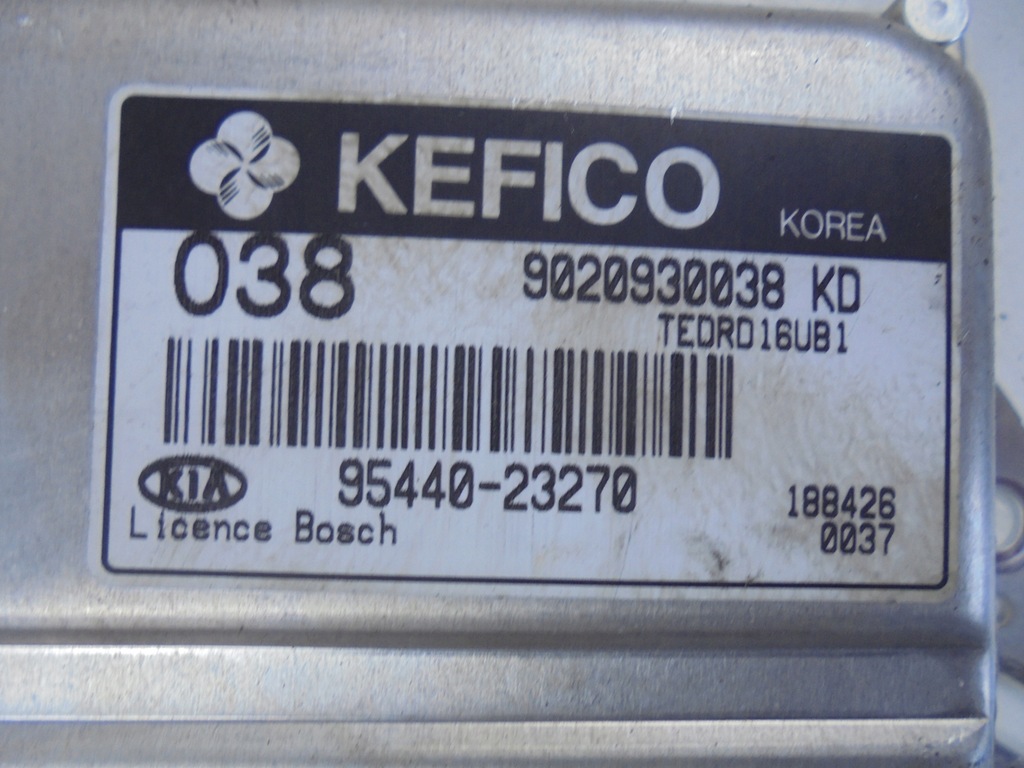 KEFICO
KOREA
038
9020930038 KD
TEDRD16UB1
KIA
95440-23270
188426
Licence Bosch
0037